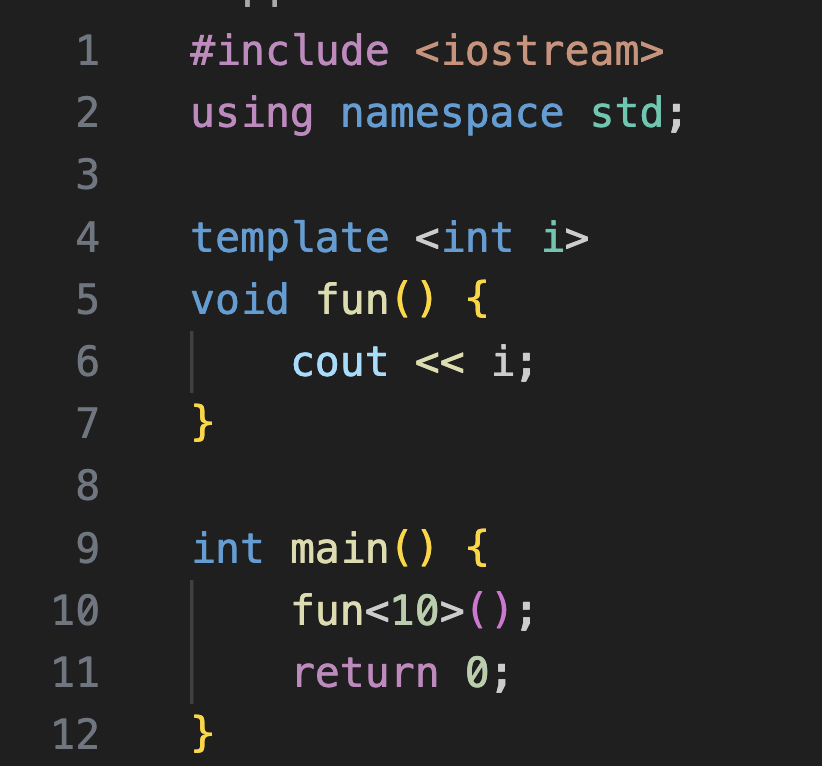 1 #include <iostream>
2 using namespace std;
3
4 template <int i>
5 void fun() {
6     cout << i;
7 }
8
9 int main() {
10     fun<10>();
11     return 0;
12 }